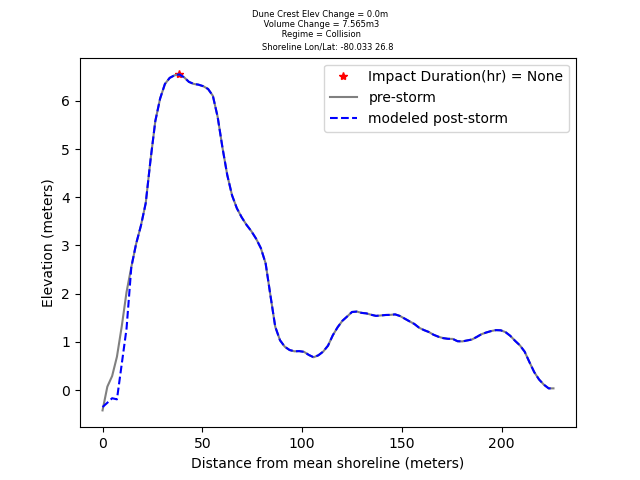 Dune Crest Elev Change = 0.0m
Volume Change = 7.565m3
Regime = Collision
Shoreline Lon/Lat: -80.033 26.8
Impact Duration(hr) = None
pre-storm
modeled post-storm
Elevation (meters)
6
5
4
3
2
1
0
0 50 100 150 200
Distance from mean shoreline (meters)